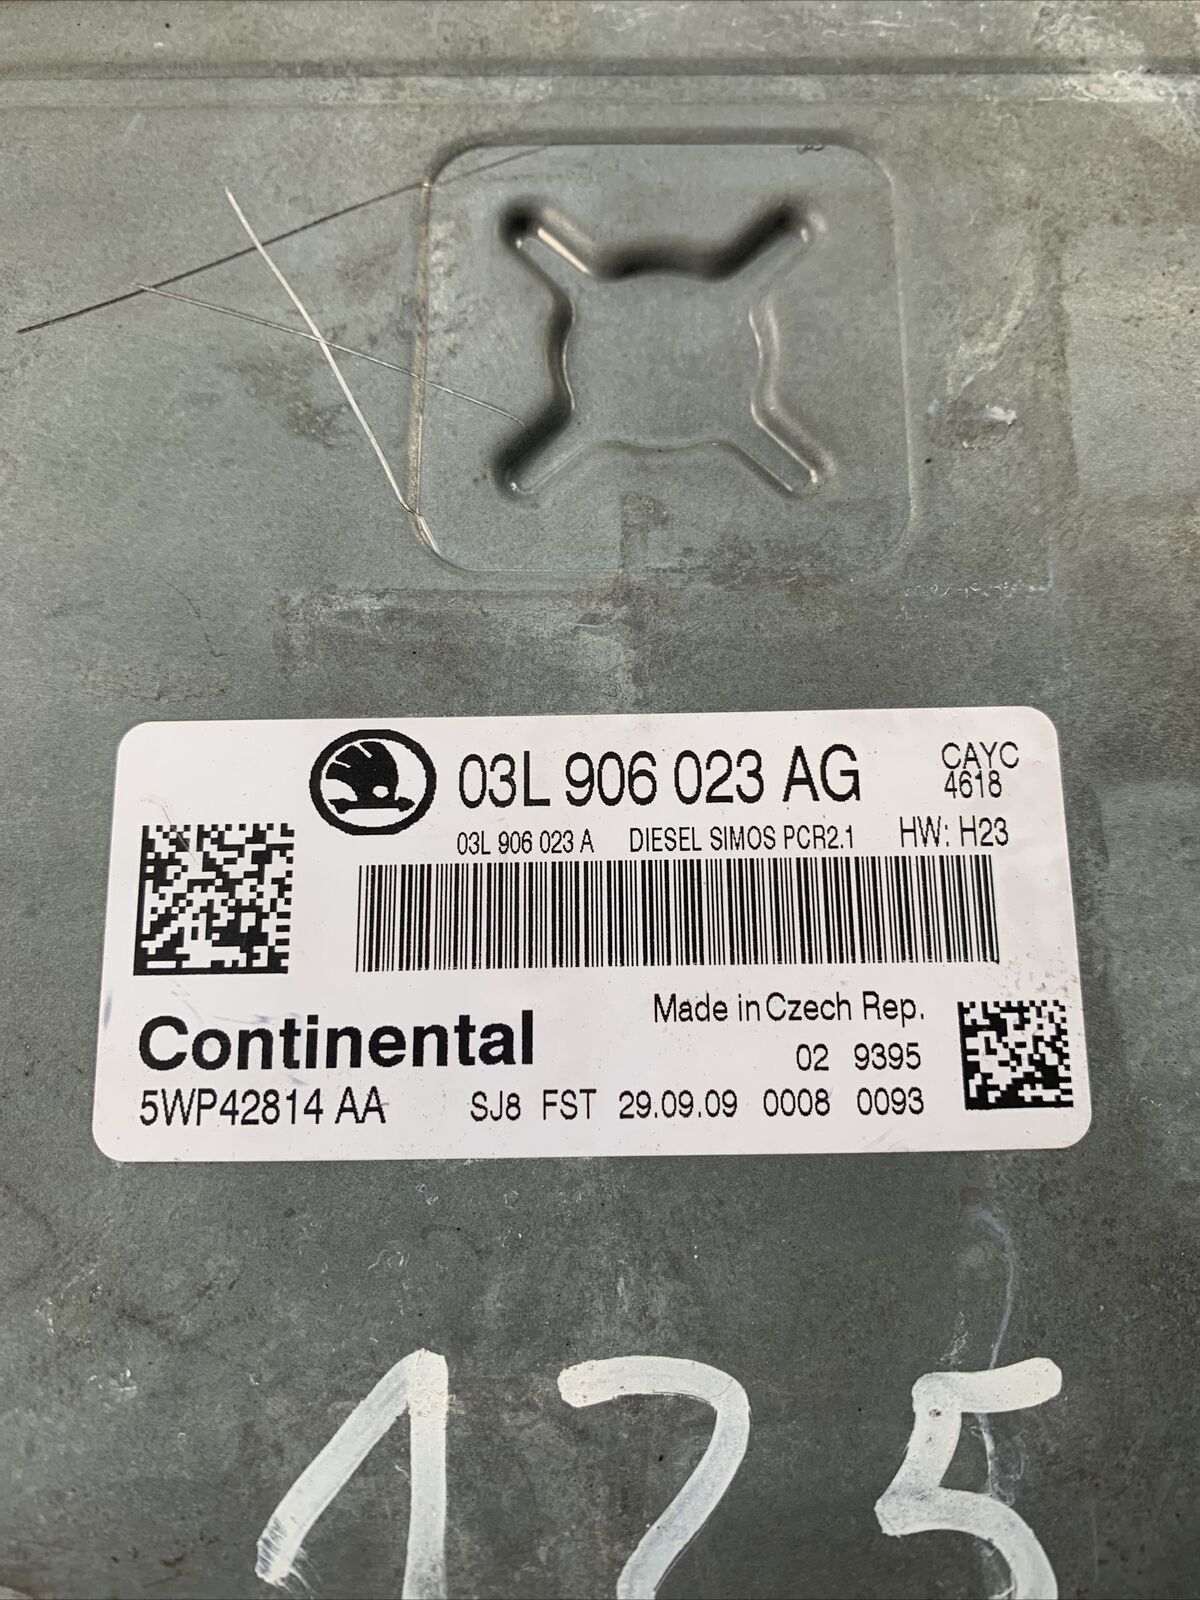 03L 906 023 AG
CAYC
4618
03L 906 023 A DIESEL SIMOS PCR2.1 HW: H23
Made in Czech Rep.
Continental
02 9395
5WP42814 AA SJ8 FST 29.09.09 0008 0093
125